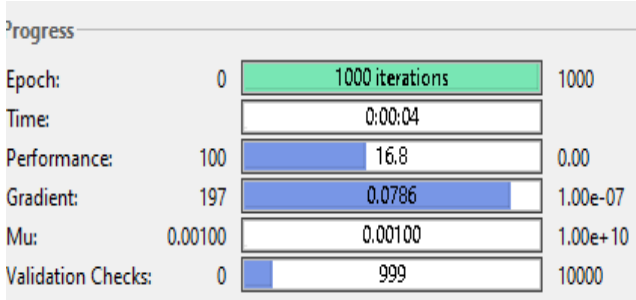 Progress
Epoch: 0 1000 iterations 1000
Time: 0:00:04
Performance: 100 16.8 0.00
Gradient: 197 0.0786 1.00e-07
Mu: 0.00100 0.00100 1.00e+10
Validation Checks: 0 999 10000